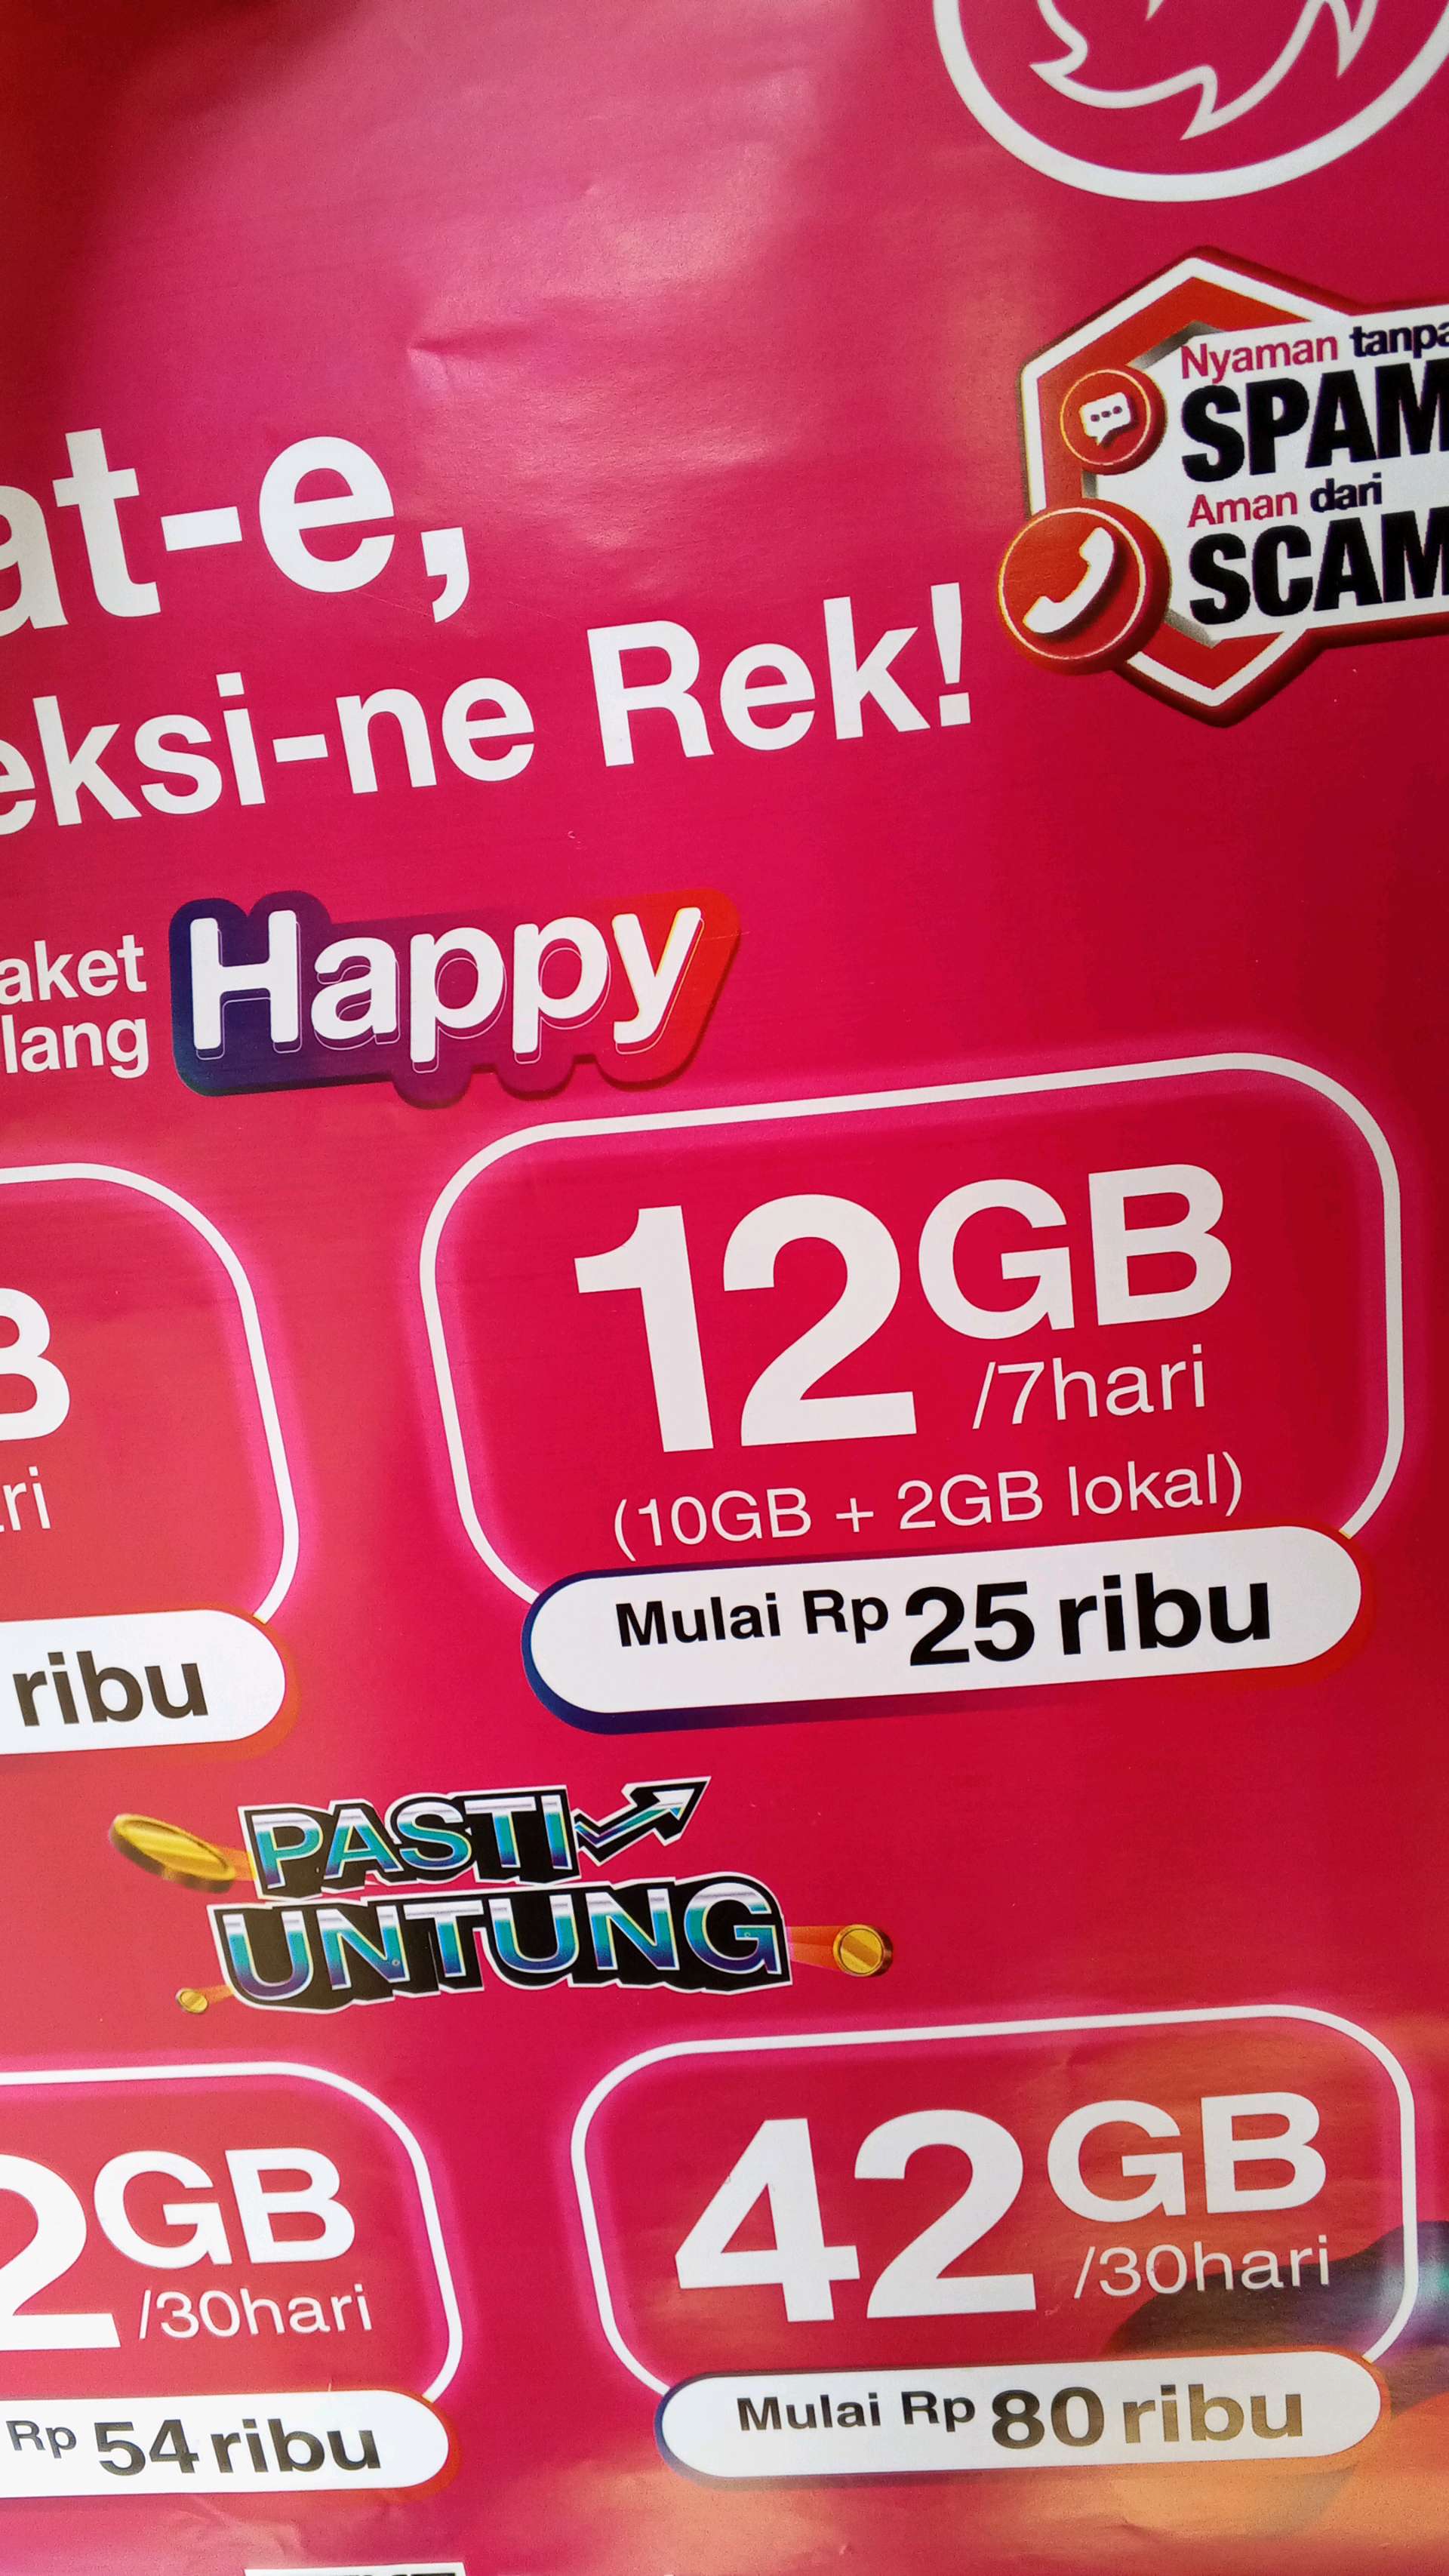 Nyaman tanpa
SPAM
Aman dari
SCAM
at-e,
eksi-ne Rek!
aket
lang
Happy
B
ri
ribu
12GB
/7hari
(10GB + 2GB lokal)
Mulai Rp 25 ribu
PASTI
UNTUNG
2GB
/30hari
Rp 54 ribu
42GB
/30hari
Mulai Rp 80 ribu